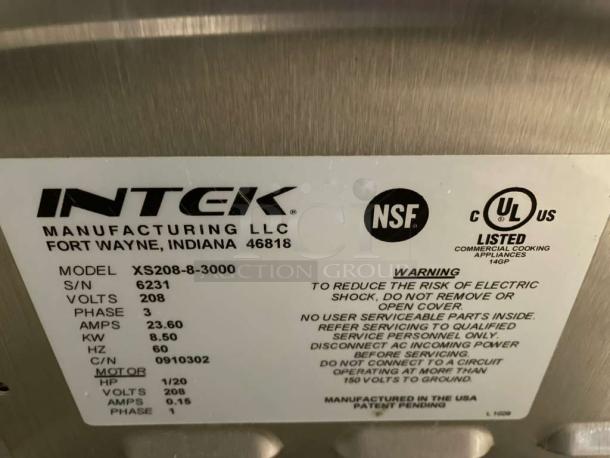 INTEK®
MANUFACTURING LLC
FORT WAYNE, INDIANA 46818
NSF
C UL US
LISTED
COMMERCIAL COOKING
APPLIANCES
14GP
MODEL XS208-8-3000
S/N 6231
VOLTS 208
PHASE 3
AMPS 23.60
KW 8.50
HZ 60
C/N 0910302
MOTOR
HP 1/20
VOLTS 208
AMPS 0.15
PHASE 1
WARNING
TO REDUCE THE RISK OF ELECTRIC
SHOCK, DO NOT REMOVE OR
OPEN COVER.
NO USER SERVICEABLE PARTS INSIDE.
REFER SERVICING TO QUALIFIED
SERVICE PERSONNEL ONLY.
DISCONNECT AC INCOMING POWER
BEFORE SERVICING.
DO NOT CONNECT TO A CIRCUIT
OPERATING AT MORE THAN
150 VOLTS TO GROUND.
MANUFACTURED IN THE USA
PATENT PENDING
AUCTION GROUP